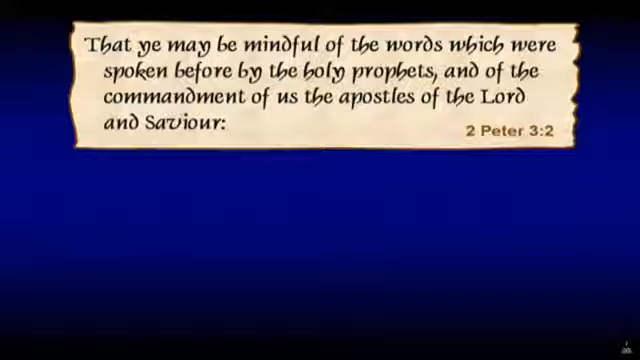 That ye may be mindful of the words which were
spoken before by the holy prophets, and of the
commandment of us the apostles of the Lord
and Saviour:
2 Peter 3:2